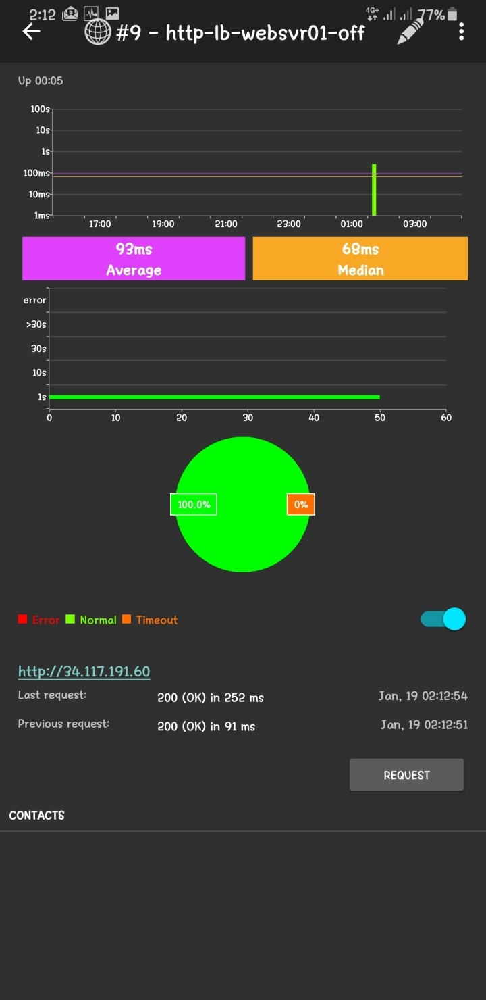 2:12 4G+ 77%
#9 - http-lb-websvr01-off
Up 00:05
100s
10s
1s
100ms
10ms
1ms
17:00 19:00 21:00 23:00 01:00 03:00
93ms
Average
68ms
Median
error
>30s
30s
10s
1s
0 10 20 30 40 50 60
100.0% 0%
Error Normal Timeout
http://34.117.191.60
Last request: 200 (OK) in 252 ms Jan, 19 02:12:54
Previous request: 200 (OK) in 91 ms Jan, 19 02:12:51
REQUEST
CONTACTS